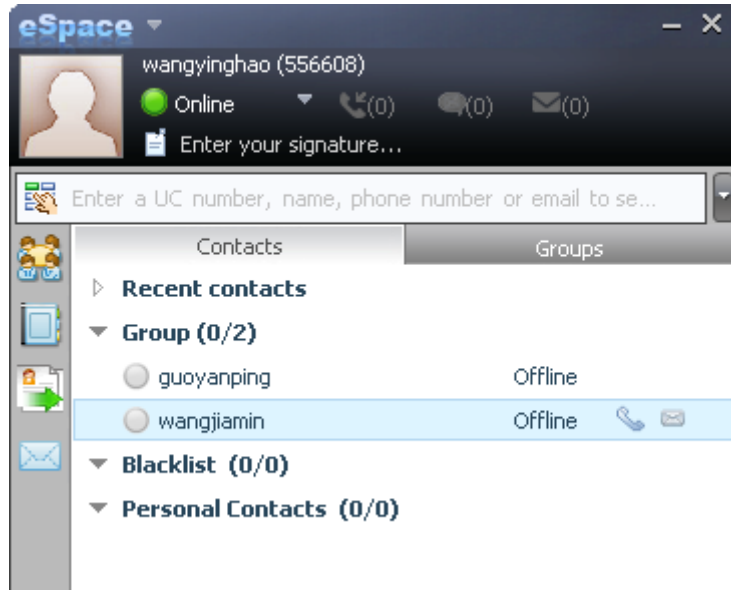 eSpace
wangyinghao (556608)
Online (0) (0) (0)
Enter your signature...
Enter a UC number, name, phone number or email to se...
Contacts Groups
Recent contacts
Group (0/2)
guoyanping Offline
wangjiamin Offline
Blacklist (0/0)
Personal Contacts (0/0)